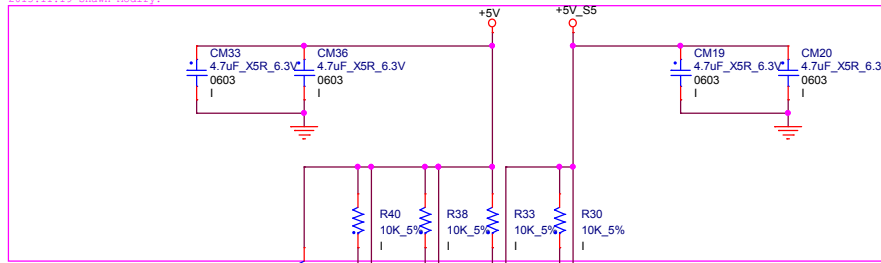 +5V
+5V_S5
CM33
4.7uF_X5R_6.3V
0603
I
CM36
4.7uF_X5R_6.3V
0603
I
CM19
4.7uF_X5R_6.3V
0603
I
CM20
4.7uF_X5R_6.3
0603
I
R40
10K_5%
I
R38
10K_5%
I
R33
10K_5%
I
R30
10K_5%
I